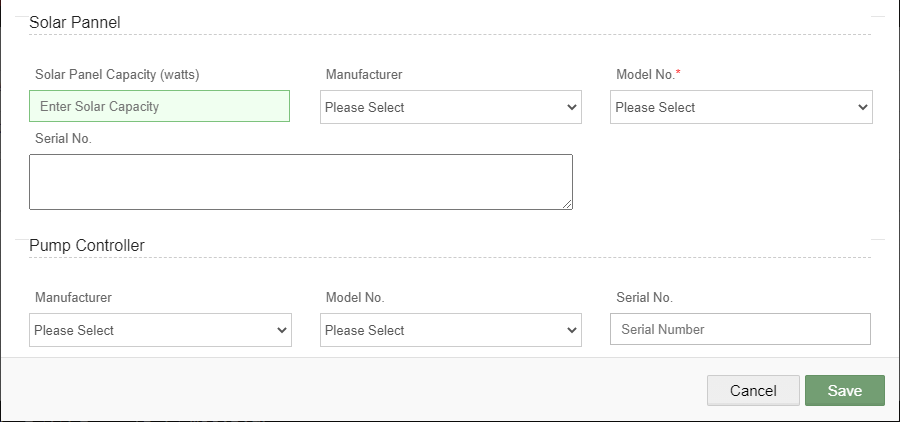 Solar Pannel
Solar Panel Capacity (watts) Manufacturer Model No.*
Enter Solar Capacity Please Select Please Select
Serial No.
Pump Controller
Manufacturer Model No. Serial No.
Please Select Please Select Serial Number
Cancel Save